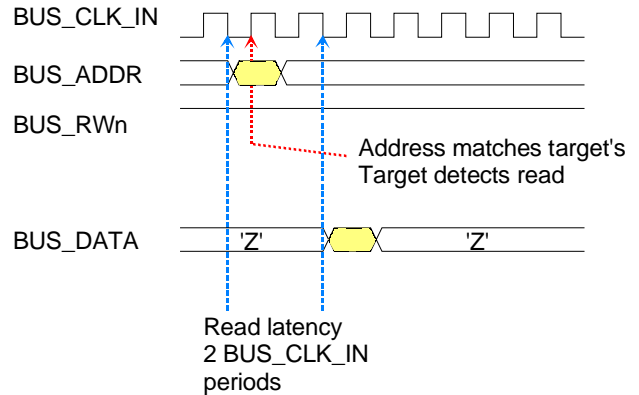 BUS_CLK_IN
BUS_ADDR
BUS_RWn
Address matches target's
Target detects read
BUS_DATA
'Z'
'Z'
Read latency
2 BUS_CLK_IN
periods